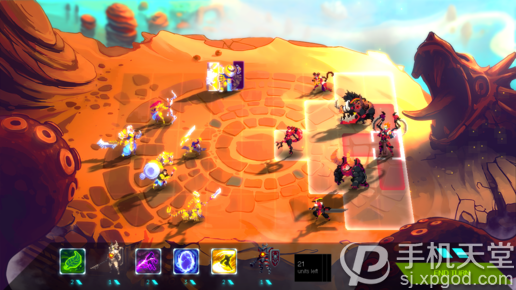 21
units left
手机天堂
END TURN
sj.xpgod.com